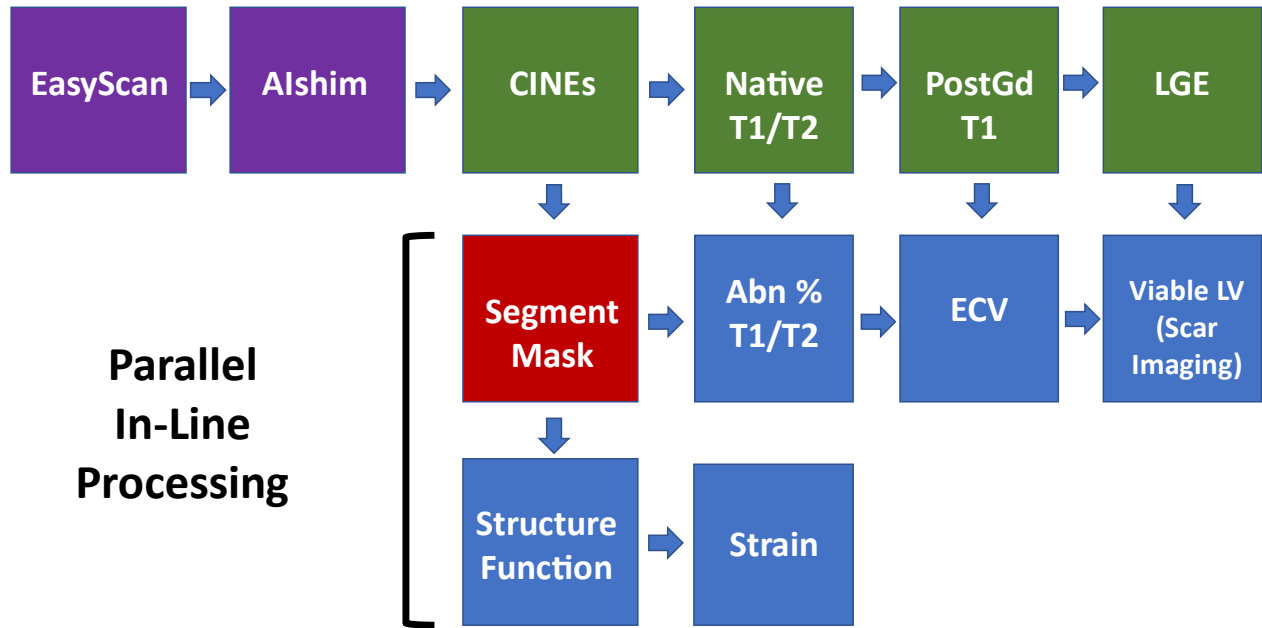 EasyScan
AIshim
CINEs
Native
T1/T2
PostGd
T1
LGE
Parallel
In-Line
Processing
Segment
Mask
Abn %
T1/T2
ECV
Viable LV
(Scar
Imaging)
Structure
Function
Strain